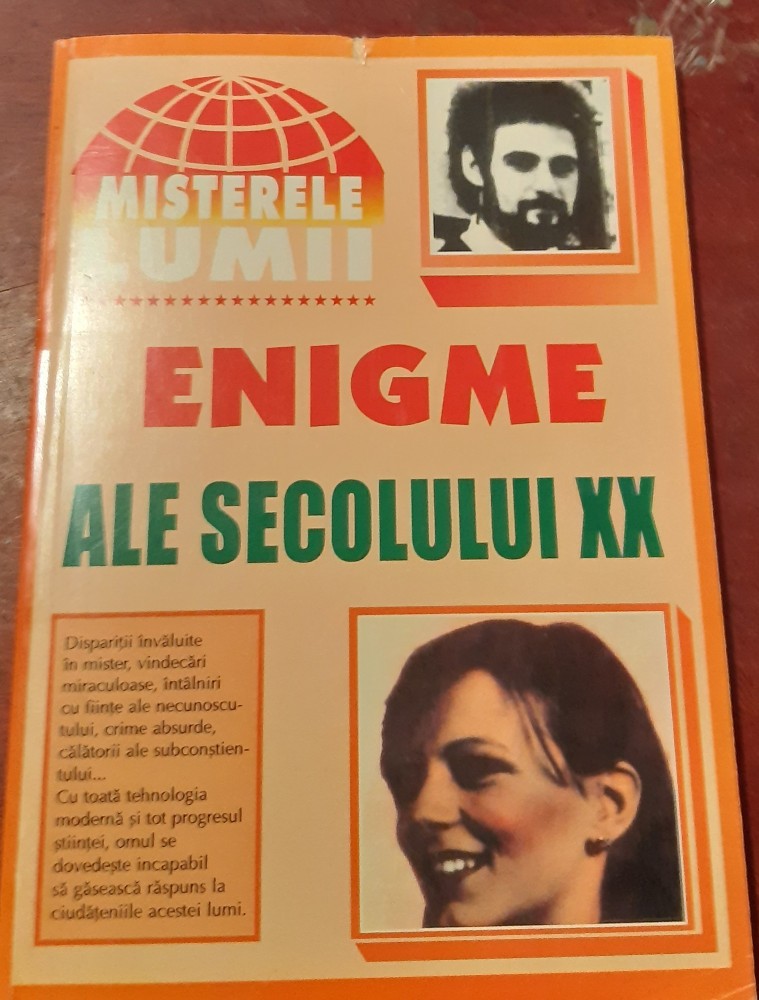 MISTERELE
LUMII
ENIGME
ALE SECOLULUI XX
Dispariții învăluite
în mister, vindecări
miraculoase, întâlniri
cu ființe ale necunoscu-
tului, crime absurde,
călătorii ale subconștien-
tului...
Cu toată tehnologia
modernă și tot progresul
științei, omul se
dovedește incapabil
să găsească răspuns la
ciudățeniile acestei lumi.